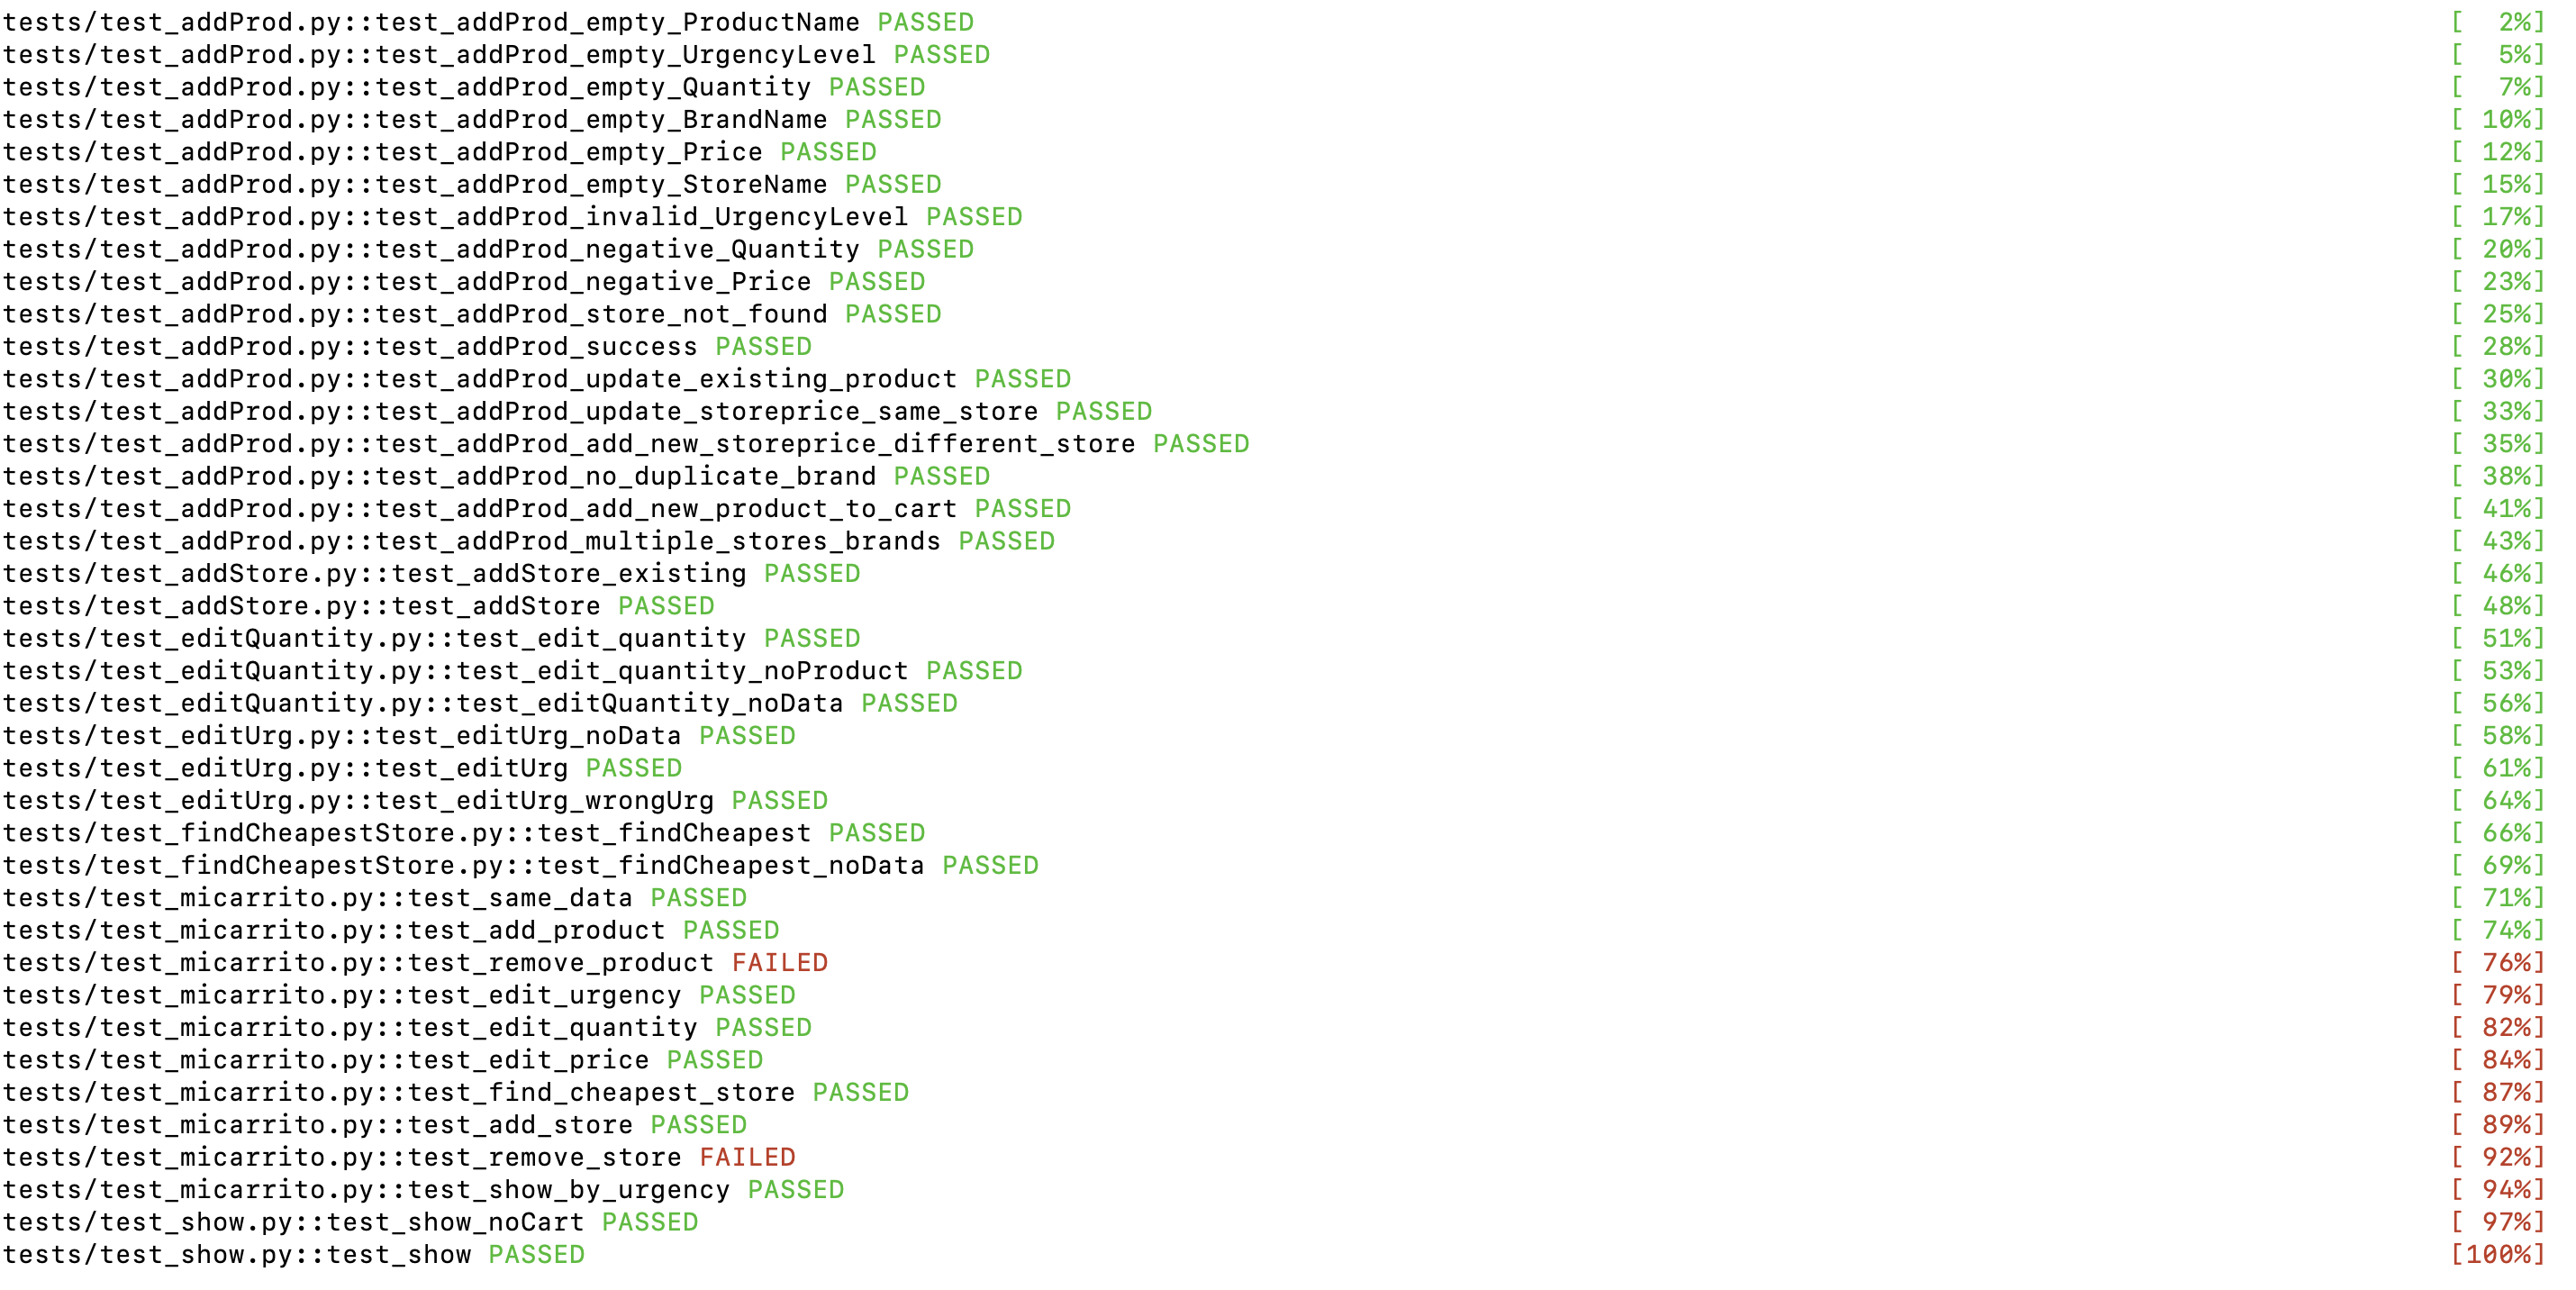 tests/test_addProd.py::test_addProd_empty_ProductName PASSED [  2%]
tests/test_addProd.py::test_addProd_empty_UrgencyLevel PASSED [  5%]
tests/test_addProd.py::test_addProd_empty_Quantity PASSED [  7%]
tests/test_addProd.py::test_addProd_empty_BrandName PASSED [ 10%]
tests/test_addProd.py::test_addProd_empty_Price PASSED [ 12%]
tests/test_addProd.py::test_addProd_empty_StoreName PASSED [ 15%]
tests/test_addProd.py::test_addProd_invalid_UrgencyLevel PASSED [ 17%]
tests/test_addProd.py::test_addProd_negative_Quantity PASSED [ 20%]
tests/test_addProd.py::test_addProd_negative_Price PASSED [ 23%]
tests/test_addProd.py::test_addProd_store_not_found PASSED [ 25%]
tests/test_addProd.py::test_addProd_success PASSED [ 28%]
tests/test_addProd.py::test_addProd_update_existing_product PASSED [ 30%]
tests/test_addProd.py::test_addProd_update_storeprice_same_store PASSED [ 33%]
tests/test_addProd.py::test_addProd_add_new_storeprice_different_store PASSED [ 35%]
tests/test_addProd.py::test_addProd_no_duplicate_brand PASSED [ 38%]
tests/test_addProd.py::test_addProd_add_new_product_to_cart PASSED [ 41%]
tests/test_addProd.py::test_addProd_multiple_stores_brands PASSED [ 43%]
tests/test_addStore.py::test_addStore_existing PASSED [ 46%]
tests/test_addStore.py::test_addStore PASSED [ 48%]
tests/test_editQuantity.py::test_edit_quantity PASSED [ 51%]
tests/test_editQuantity.py::test_edit_quantity_noProduct PASSED [ 53%]
tests/test_editQuantity.py::test_editQuantity_noData PASSED [ 56%]
tests/test_editUrg.py::test_editUrg_noData PASSED [ 58%]
tests/test_editUrg.py::test_editUrg PASSED [ 61%]
tests/test_editUrg.py::test_editUrg_wrongUrg PASSED [ 64%]
tests/test_findCheapestStore.py::test_findCheapest PASSED [ 66%]
tests/test_findCheapestStore.py::test_findCheapest_noData PASSED [ 69%]
tests/test_micarrito.py::test_same_data PASSED [ 71%]
tests/test_micarrito.py::test_add_product PASSED [ 74%]
tests/test_micarrito.py::test_remove_product FAILED [ 76%]
tests/test_micarrito.py::test_edit_urgency PASSED [ 79%]
tests/test_micarrito.py::test_edit_quantity PASSED [ 82%]
tests/test_micarrito.py::test_edit_price PASSED [ 84%]
tests/test_micarrito.py::test_find_cheapest_store PASSED [ 87%]
tests/test_micarrito.py::test_add_store PASSED [ 89%]
tests/test_micarrito.py::test_remove_store FAILED [ 92%]
tests/test_micarrito.py::test_show_by_urgency PASSED [ 94%]
tests/test_show.py::test_show_noCart PASSED [ 97%]
tests/test_show.py::test_show PASSED [100%]